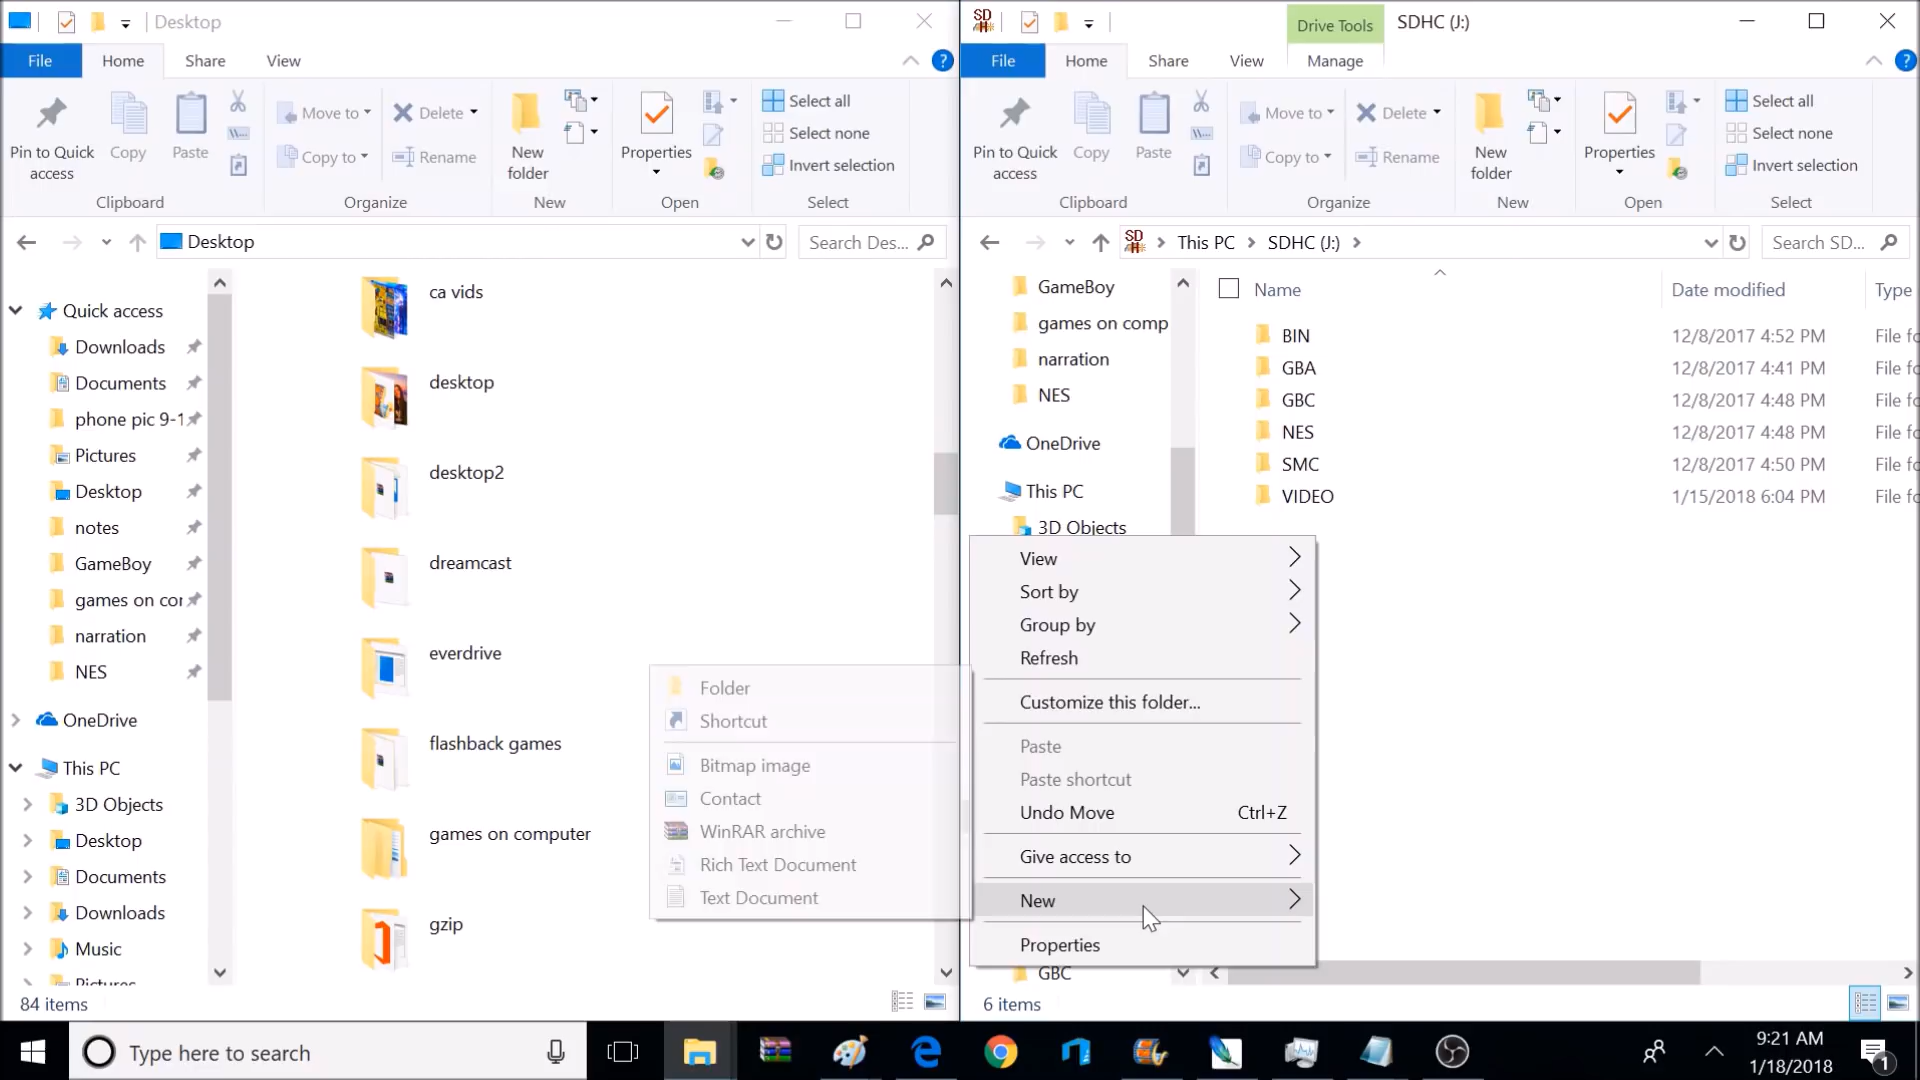 Desktop
File
Home
Share
View
?
Pin to Quick access
Copy
Paste
Move to
Copy to
Delete
Rename
New folder
Properties
Select all
Select none
Invert selection
Clipboard
Organize
New
Open
Select
Desktop
Search Des...
Quick access
Downloads
Documents
phone pic 9-1
Pictures
Desktop
notes
GameBoy
games on cor
narration
NES
OneDrive
This PC
3D Objects
Desktop
Documents
Downloads
Music
Pictures
ca vids
desktop
desktop2
dreamcast
everdrive
flashback games
games on computer
gzip
84 items
Folder
Shortcut
Bitmap image
Contact
WinRAR archive
Rich Text Document
Text Document
SD
Drive Tools
SDHC (J:)
File
Home
Share
View
Manage
?
Pin to Quick access
Copy
Paste
Move to
Copy to
Delete
Rename
New folder
Properties
Select all
Select none
Invert selection
Clipboard
Organize
New
Open
Select
SD
This PC
SDHC (J:)
Search SD...
GameBoy
games on comp
narration
NES
OneDrive
This PC
3D Objects
GBC
Name
Date modified
Type
BIN 12/8/2017 4:52 PM File fo
GBA 12/8/2017 4:41 PM File fo
GBC 12/8/2017 4:48 PM File fo
NES 12/8/2017 4:48 PM File fo
SMC 12/8/2017 4:50 PM File fo
VIDEO 1/15/2018 6:04 PM File fo
View
Sort by
Group by
Refresh
Customize this folder...
Paste
Paste shortcut
Undo Move Ctrl+Z
Give access to
New
Properties
6 items
Type here to search
9:21 AM
1/18/2018
1